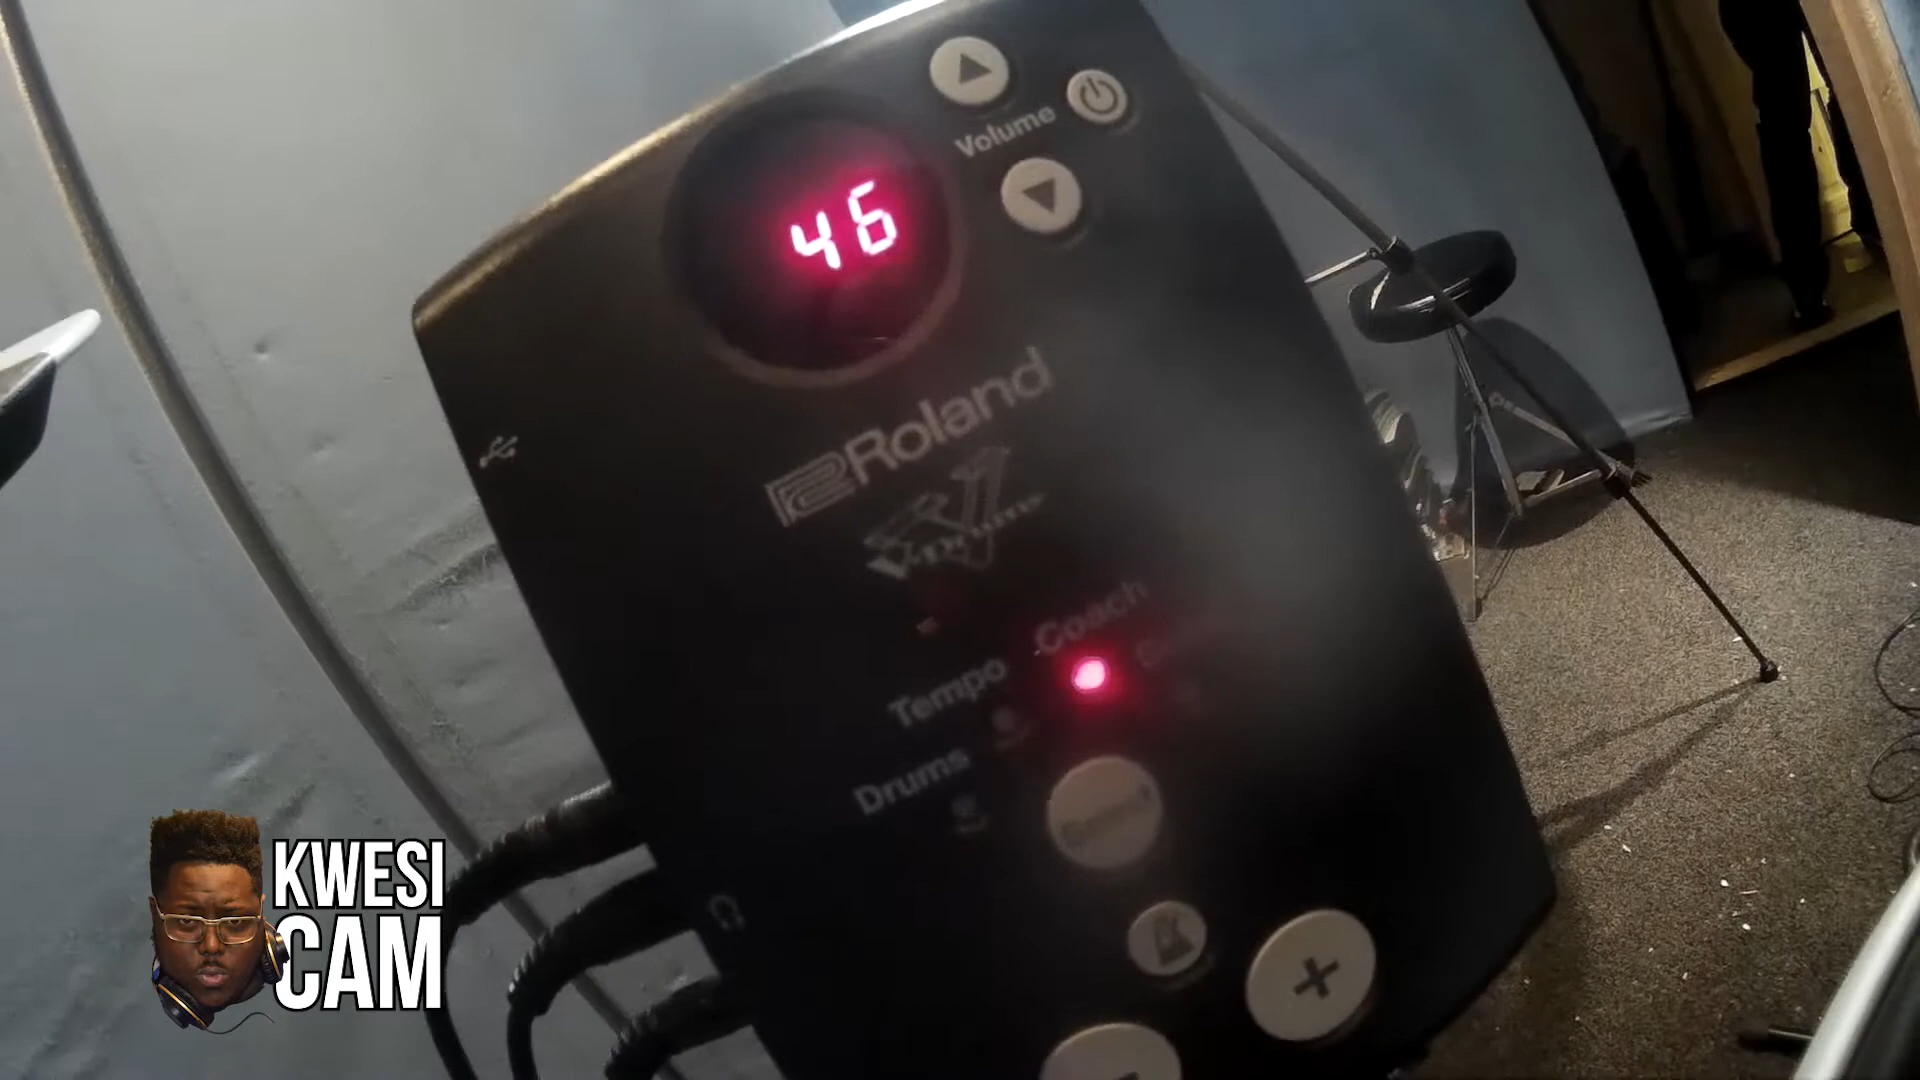 46
Volume
Roland
V-Drums
Coach
Tempo
Drums
KWESI
CAM